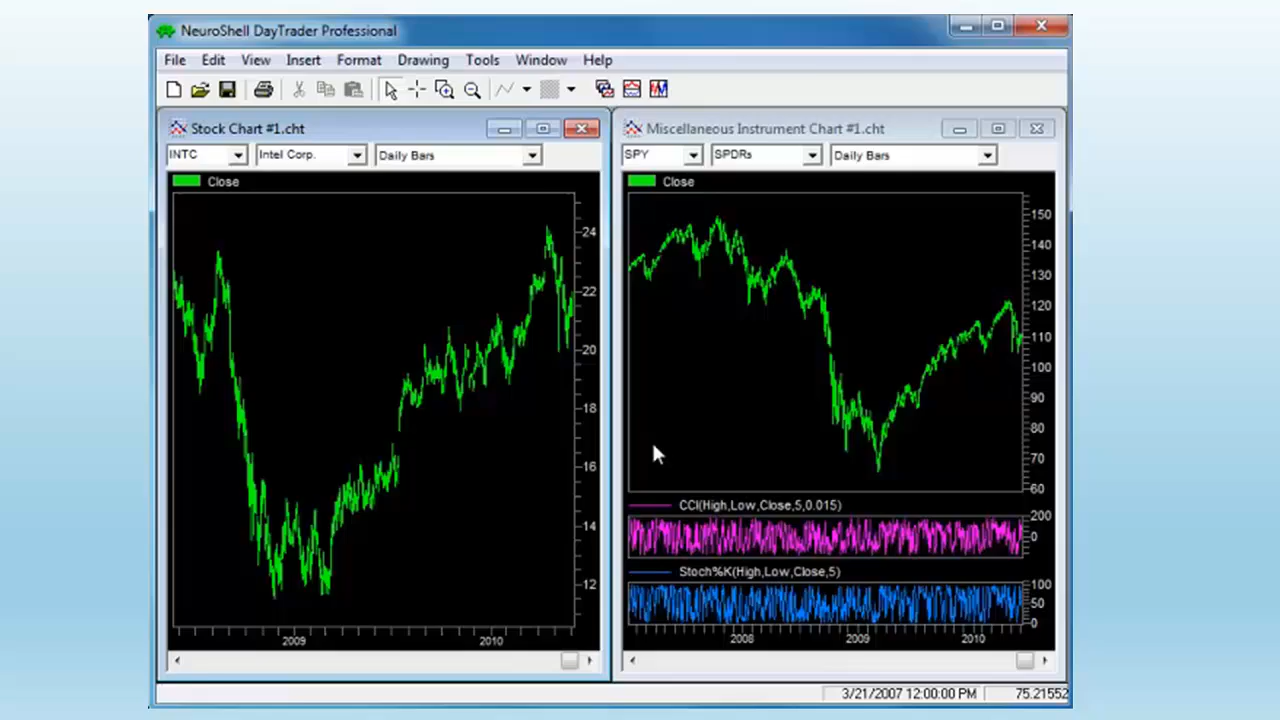 NeuroShell DayTrader Professional
File Edit View Insert Format Drawing Tools Window Help
Stock Chart #1.cht
INTC Intel Corp. Daily Bars
Close
24
22
20
18
16
14
12
2009 2010
Miscellaneous Instrument Chart #1.cht
SPY SPDRs Daily Bars
Close
150
140
130
120
110
100
90
80
70
60
CCI(High,Low,Close,5,0.015)
200
0
Stoch%K(High,Low,Close,5)
100
50
0
2008 2009 2010
3/21/2007 12:00:00 PM 75.21552